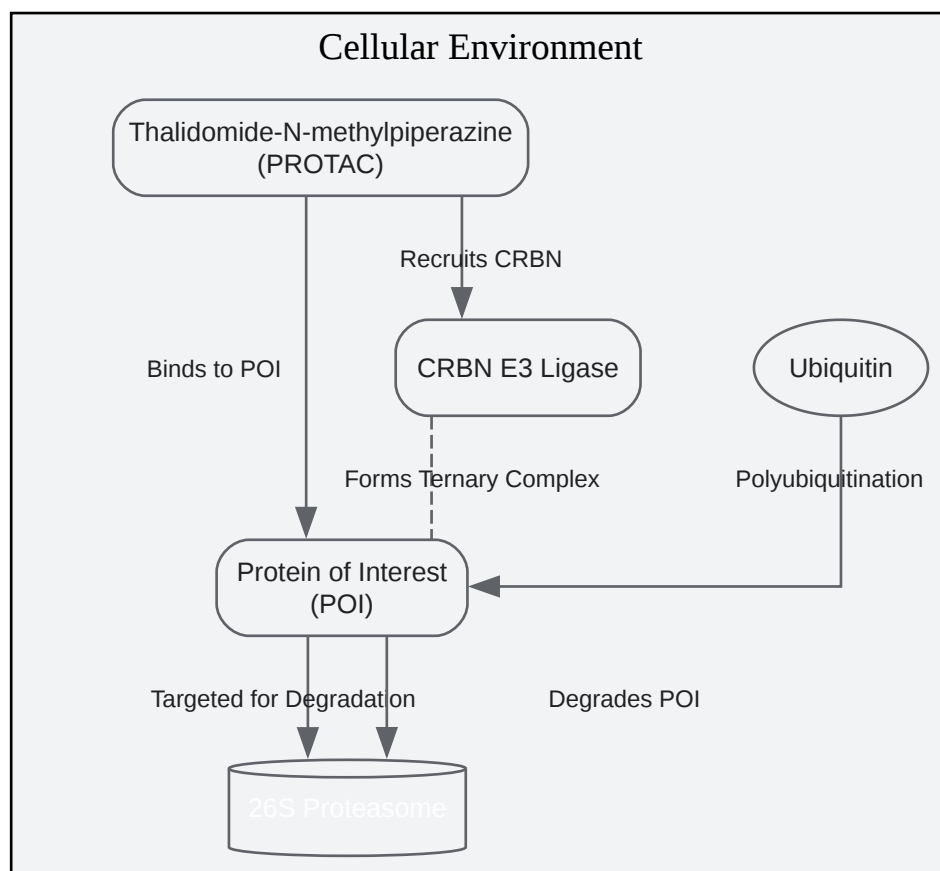 Cellular Environment
Thalidomide-N-methylpiperazine
(PROTAC)
Recruits CRBN
Binds to POI
CRBN E3 Ligase
Ubiquitin
Forms Ternary Complex
Polyubiquitination
Protein of Interest
(POI)
Targeted for Degradation
Degrades POI
26S Proteasome